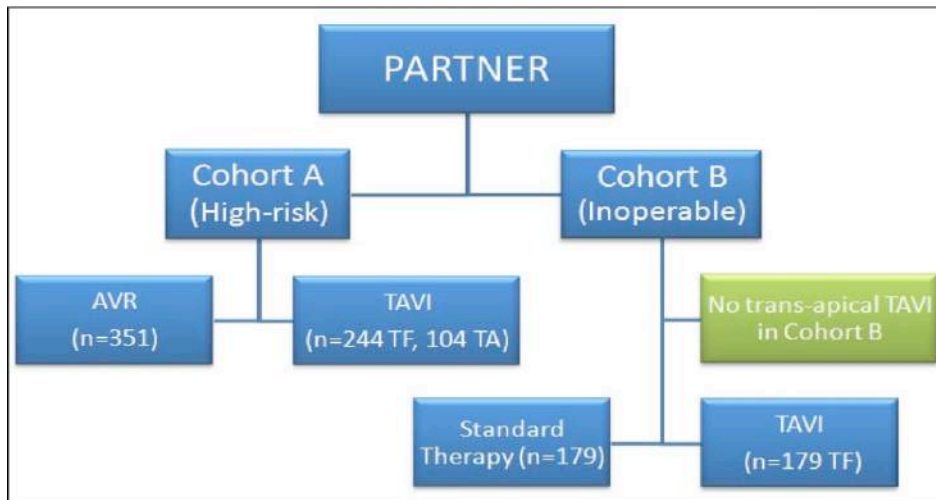 PARTNER
Cohort A
(High-risk)
Cohort B
(Inoperable)
AVR
(n=351)
TAVI
(n=244 TF, 104 TA)
No trans-apical TAVI
in Cohort B
Standard
Therapy (n=179)
TAVI
(n=179 TF)